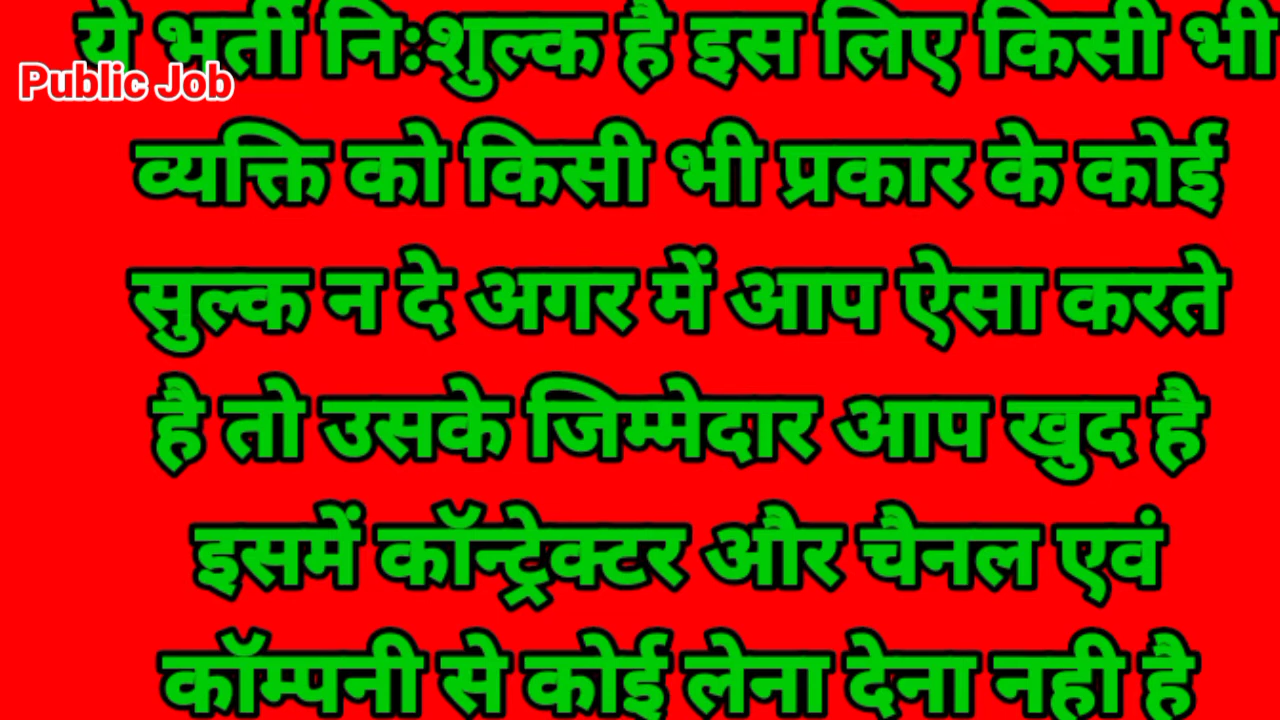 ये भर्ती निःशुल्क है इस लिए किसी भी
Public Job
व्यक्ति को किसी भी प्रकार के कोई
सुल्क न दे अगर में आप ऐसा करते
है तो उसके जिम्मेदार आप खुद है
इसमें कॉन्ट्रेक्टर और चैनल एवं
कॉम्पनी से कोई लेना देना नही है